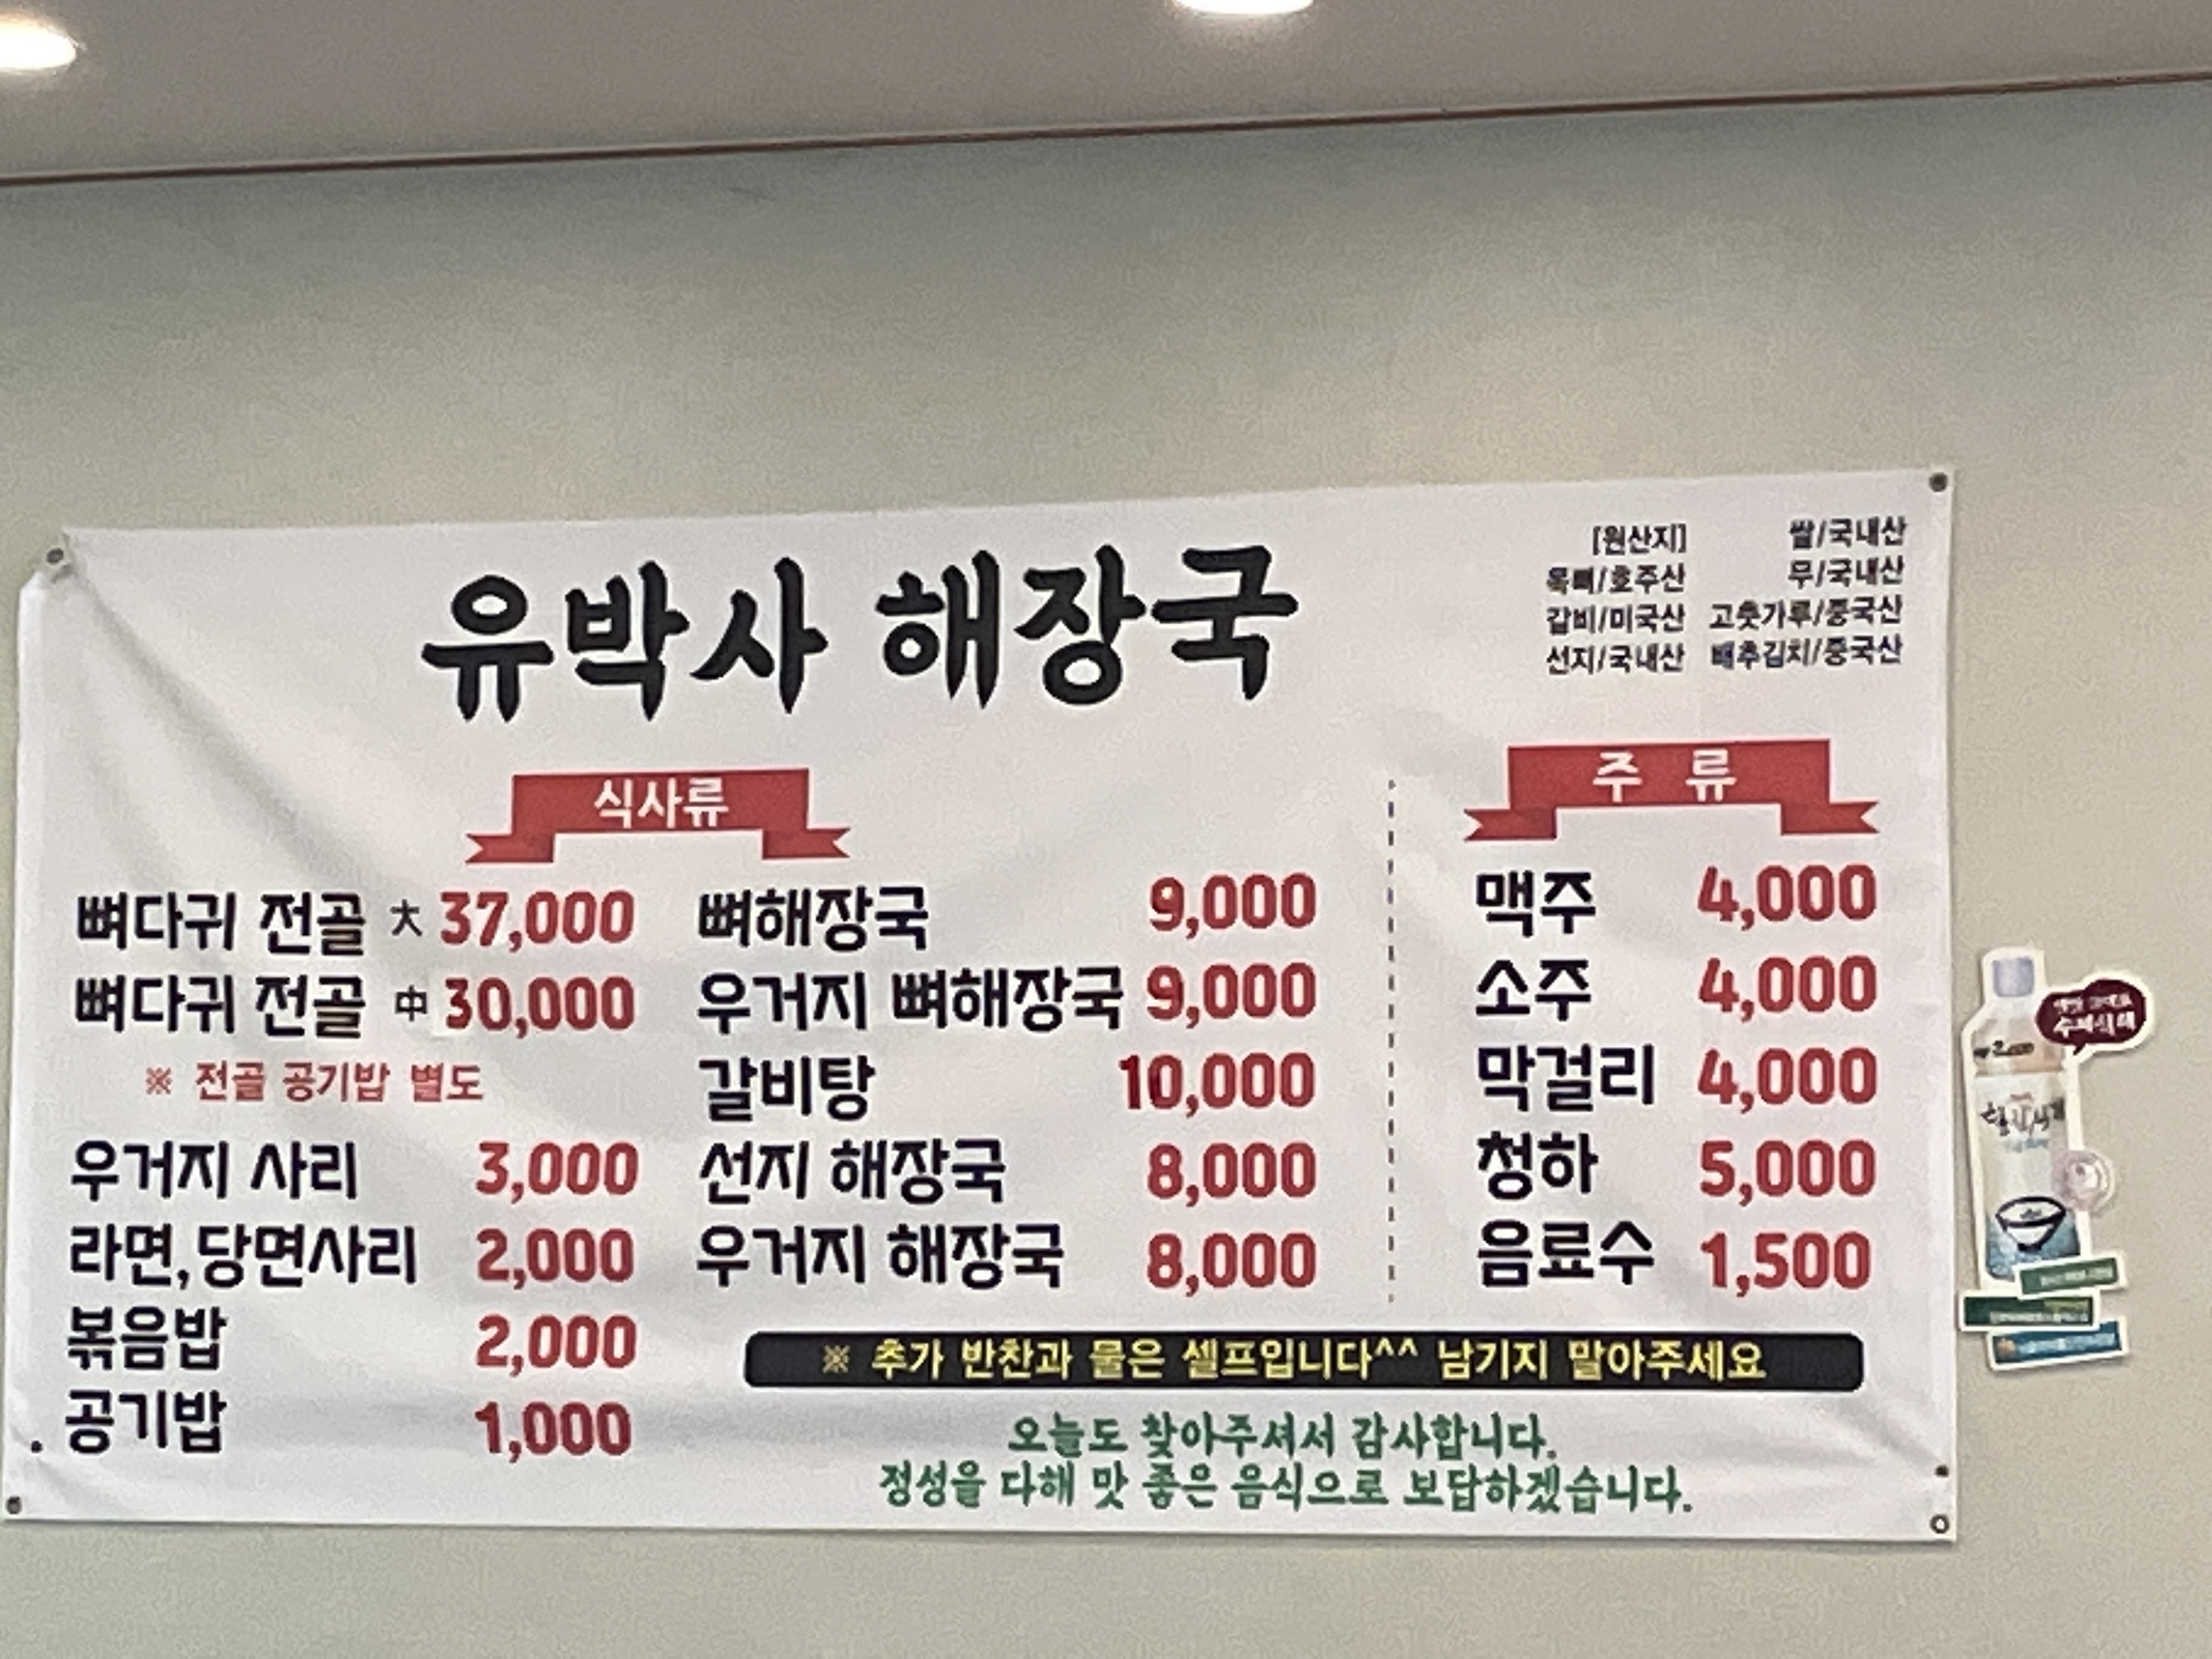 유박사 해장국
[원산지] 쌀/국내산
목뼈/호주산 무/국내산
갈비/미국산 고춧가루/중국산
선지/국내산 배추김치/중국산
식사류
뼈다귀 전골 大 37,000
뼈다귀 전골 中 30,000
※ 전골 공기밥 별도
우거지 사리 3,000
라면,당면사리 2,000
볶음밥 2,000
공기밥 1,000
뼈해장국 9,000
우거지 뼈해장국 9,000
갈비탕 10,000
선지 해장국 8,000
우거지 해장국 8,000
주 류
맥주 4,000
소주 4,000
막걸리 4,000
청하 5,000
음료수 1,500
※ 추가 반찬과 물은 셀프입니다^^ 남기지 말아주세요
오늘도 찾아주셔서 감사합니다.
정성을 다해 맛 좋은 음식으로 보답하겠습니다.